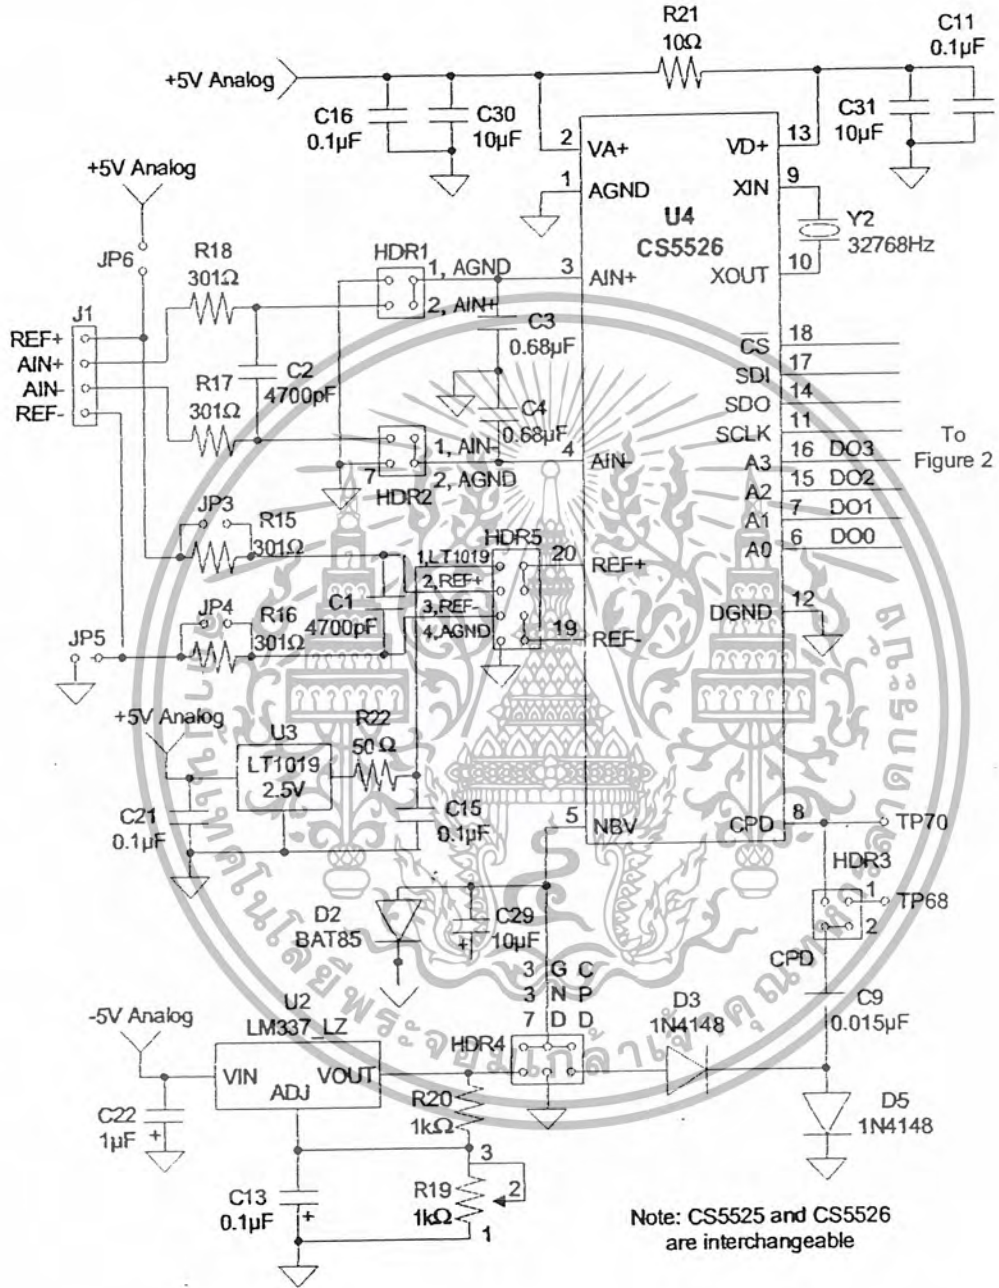 R21
10Ω
C11
0.1µF
+5V Analog
C16
0.1µF
C30
10µF
C31
10µF
2
VA+
VD+
13
1
AGND
XIN
9
U4
CS5526
Y2
32768Hz
XOUT
10
+5V Analog
JP6
R18
301Ω
HDR1
1, AGND
2, AIN+
3
AIN+
J1
REF+
AIN+
AIN-
REF-
C3
0.68µF
C2
4700pF
R17
301Ω
C4
0.68µF
CS
18
SDI
17
SDO
14
SCLK
11
A3
16
DO3
A2
15
DO2
A1
7
DO1
A0
6
DO0
To
Figure 2
1, AIN-
2, AGND
7
HDR2
4
AIN-
JP3
R15
301Ω
HDR5
1,LT1019
2,REF+
3,REF-
4,AGND
20
REF+
19
REF-
C1
4700pF
JP4
R16
301Ω
JP5
DGND
12
+5V Analog
U3
LT1019
2.5V
R22
50 Ω
C21
0.1µF
C15
0.1µF
5
NBV
CPD
8
TP70
HDR3
1
TP68
2
CPD
D2
BAT85
C29
10µF
+
3 G C
3 N P
7 D D
HDR4
D3
1N4148
C9
0.015µF
-5V Analog
U2
LM337_LZ
VIN
VOUT
ADJ
C22
1µF
+
R20
1kΩ
D5
1N4148
C13
0.1µF
+
R19
1kΩ
3
2
1
Note: CS5525 and CS5526
are interchangeable